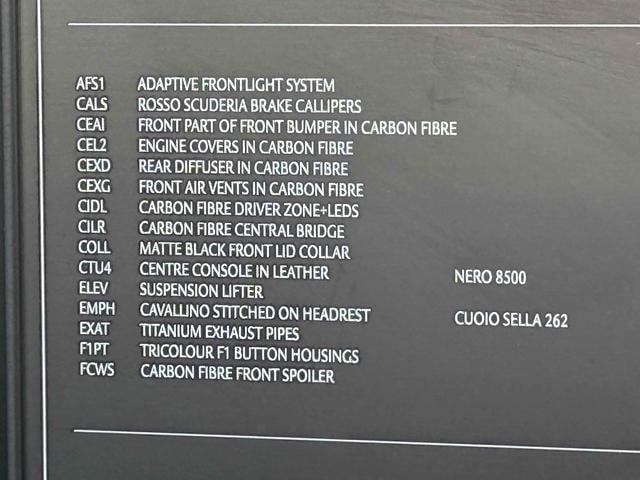 AFS1 ADAPTIVE FRONTLIGHT SYSTEM
CALS ROSSO SCUDERIA BRAKE CALLIPERS
CEAI FRONT PART OF FRONT BUMPER IN CARBON FIBRE
CEL2 ENGINE COVERS IN CARBON FIBRE
CEXD REAR DIFFUSER IN CARBON FIBRE
CEXG FRONT AIR VENTS IN CARBON FIBRE
CIDL CARBON FIBRE DRIVER ZONE+LEDS
CILR CARBON FIBRE CENTRAL BRIDGE
COLL MATTE BLACK FRONT LID COLLAR
CTU4 CENTRE CONSOLE IN LEATHER NERO 8500
ELEV SUSPENSION LIFTER
EMPH CAVALLINO STITCHED ON HEADREST CUOIO SELLA 262
EXAT TITANIUM EXHAUST PIPES
F1PT TRICOLOUR F1 BUTTON HOUSINGS
FCWS CARBON FIBRE FRONT SPOILER